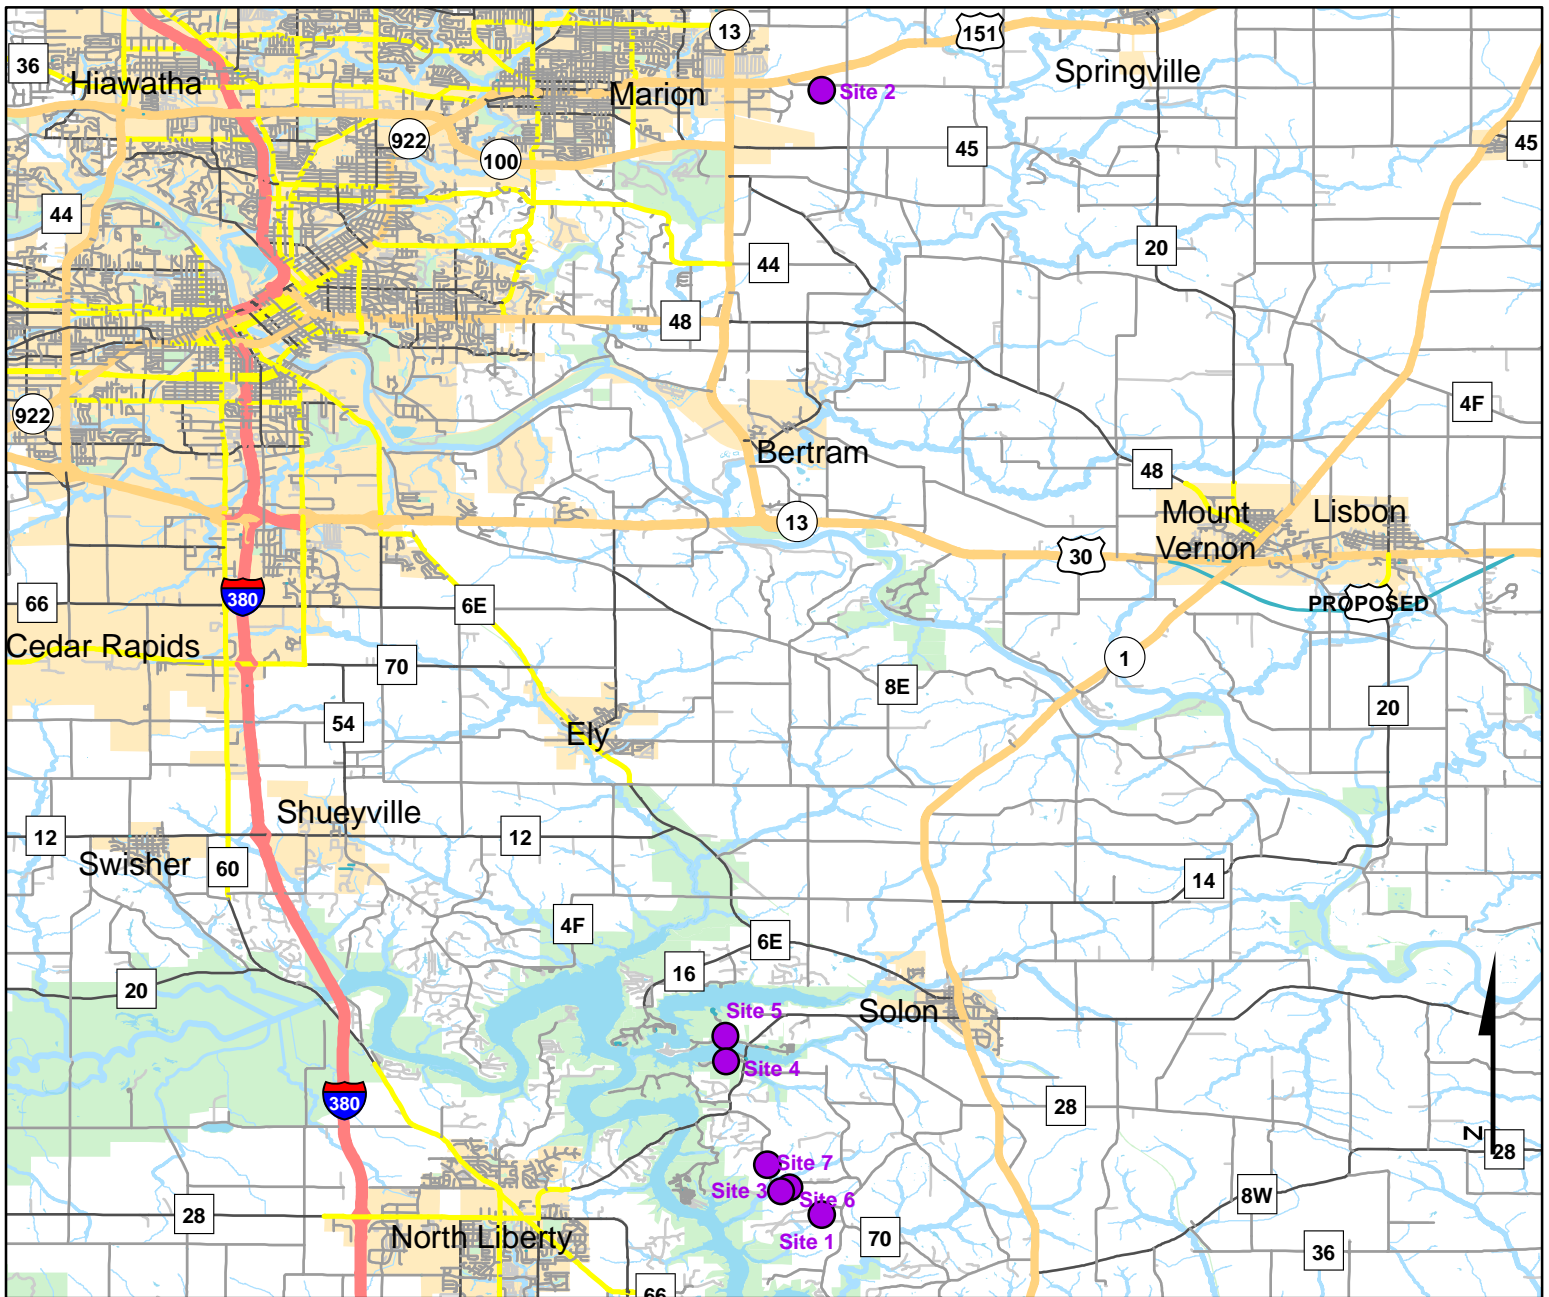 13
151
36
Hiawatha
Marion
Springville
Site 2
922
100
45
45
44
20
44
48
922
4F
Bertram
48
Mount
Vernon
Lisbon
13
30
380
66
6E
PROPOSED
Cedar Rapids
70
1
8E
54
20
Ely
Shueyville
12
12
Swisher
60
14
4F
6E
16
20
Solon
Site 5
Site 4
380
28
N
28
Site 7
Site 3
Site 6
8W
28
North Liberty
Site 1
70
36
66